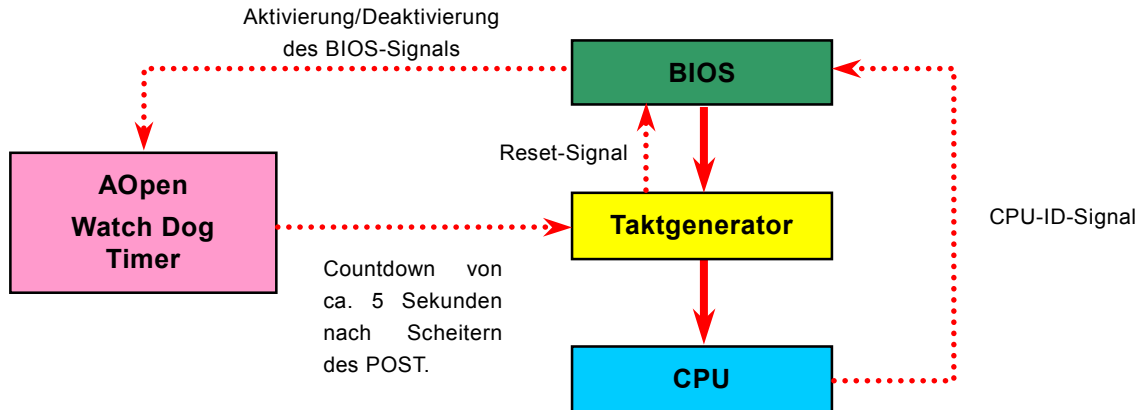 Aktivierung/Deaktivierung
des BIOS-Signals
BIOS
Reset-Signal
AOpen
Watch Dog
Timer
Taktgenerator
CPU-ID-Signal
Countdown von
ca. 5 Sekunden
nach Scheitern
des POST.
CPU